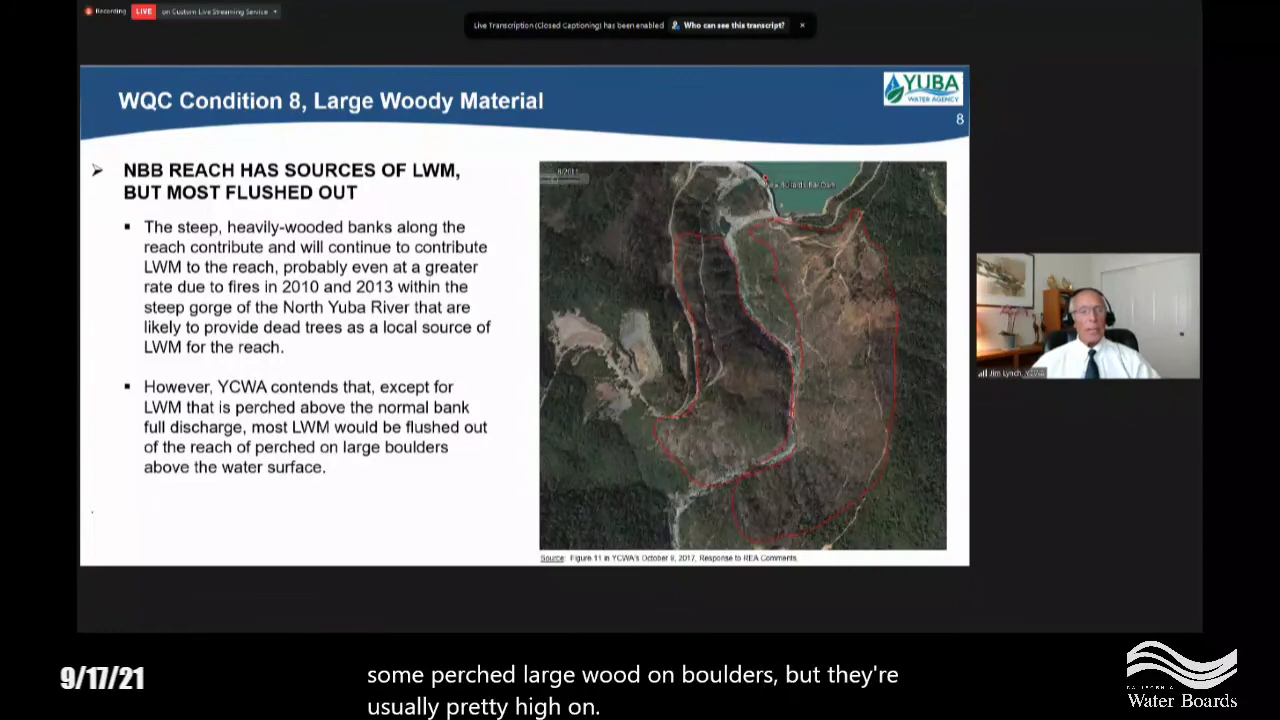 Recording
LIVE
on Custom Live Streaming Service
Live Transcription (Closed Captioning) has been enabled
Who can see this transcript?
WQC Condition 8, Large Woody Material
YUBA
WATER AGENCY
8
NBB REACH HAS SOURCES OF LWM,
BUT MOST FLUSHED OUT
The steep, heavily-wooded banks along the
reach contribute and will continue to contribute
LWM to the reach, probably even at a greater
rate due to fires in 2010 and 2013 within the
steep gorge of the North Yuba River that are
likely to provide dead trees as a local source of
LWM for the reach.
However, YCWA contends that, except for
LWM that is perched above the normal bank
full discharge, most LWM would be flushed out
of the reach of perched on large boulders
above the water surface.
Source: Figure 11 in YCWA's October 9, 2017, Response to REA Comments.
Jim Lynch, YCWA
some perched large wood on boulders, but they're
usually pretty high on.
9/17/21
CALIFORNIA
Water Boards